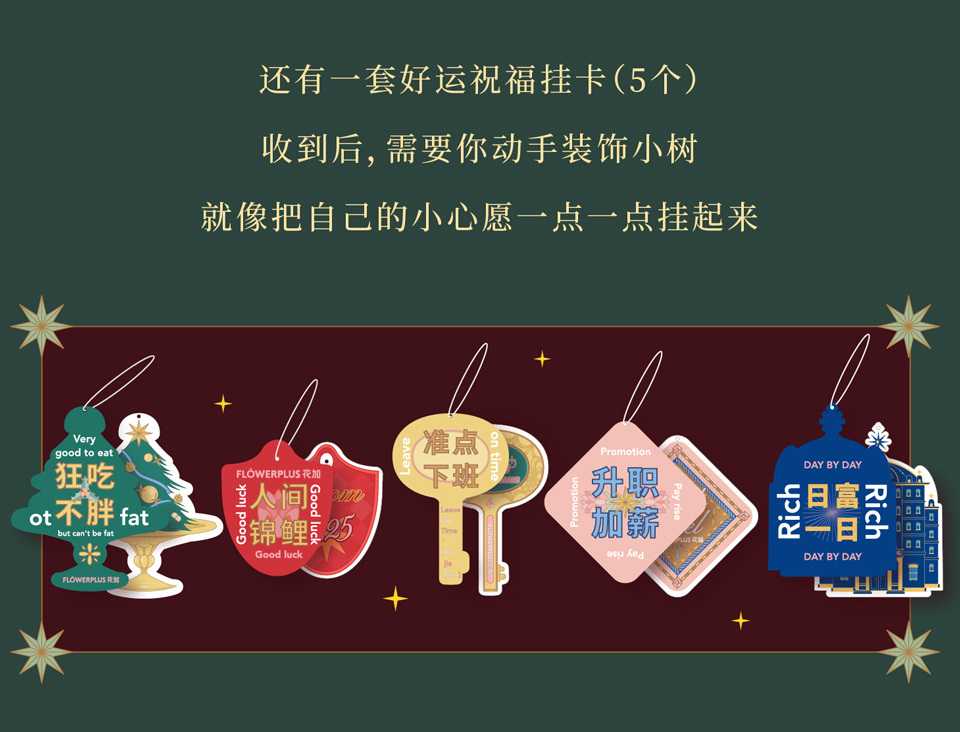 还有一套好运祝福挂卡（5个）
收到后，需要你动手装饰小树
就像把自己的小心愿一点一点挂起来
Very
good to eat
狂吃
不胖
ot
fat
but can't be fat
FLOWERPLUS 花加
FLOWERPLUS 花加
Good luck
人间
锦鲤
Good luck
Good luck
25
Leave
准点
下班
on time
Leave
Time
Promotion
Promotion
升职
加薪
Pay rise
Pay rise
DAY BY DAY
Rich
日富
一日
Rich
DAY BY DAY